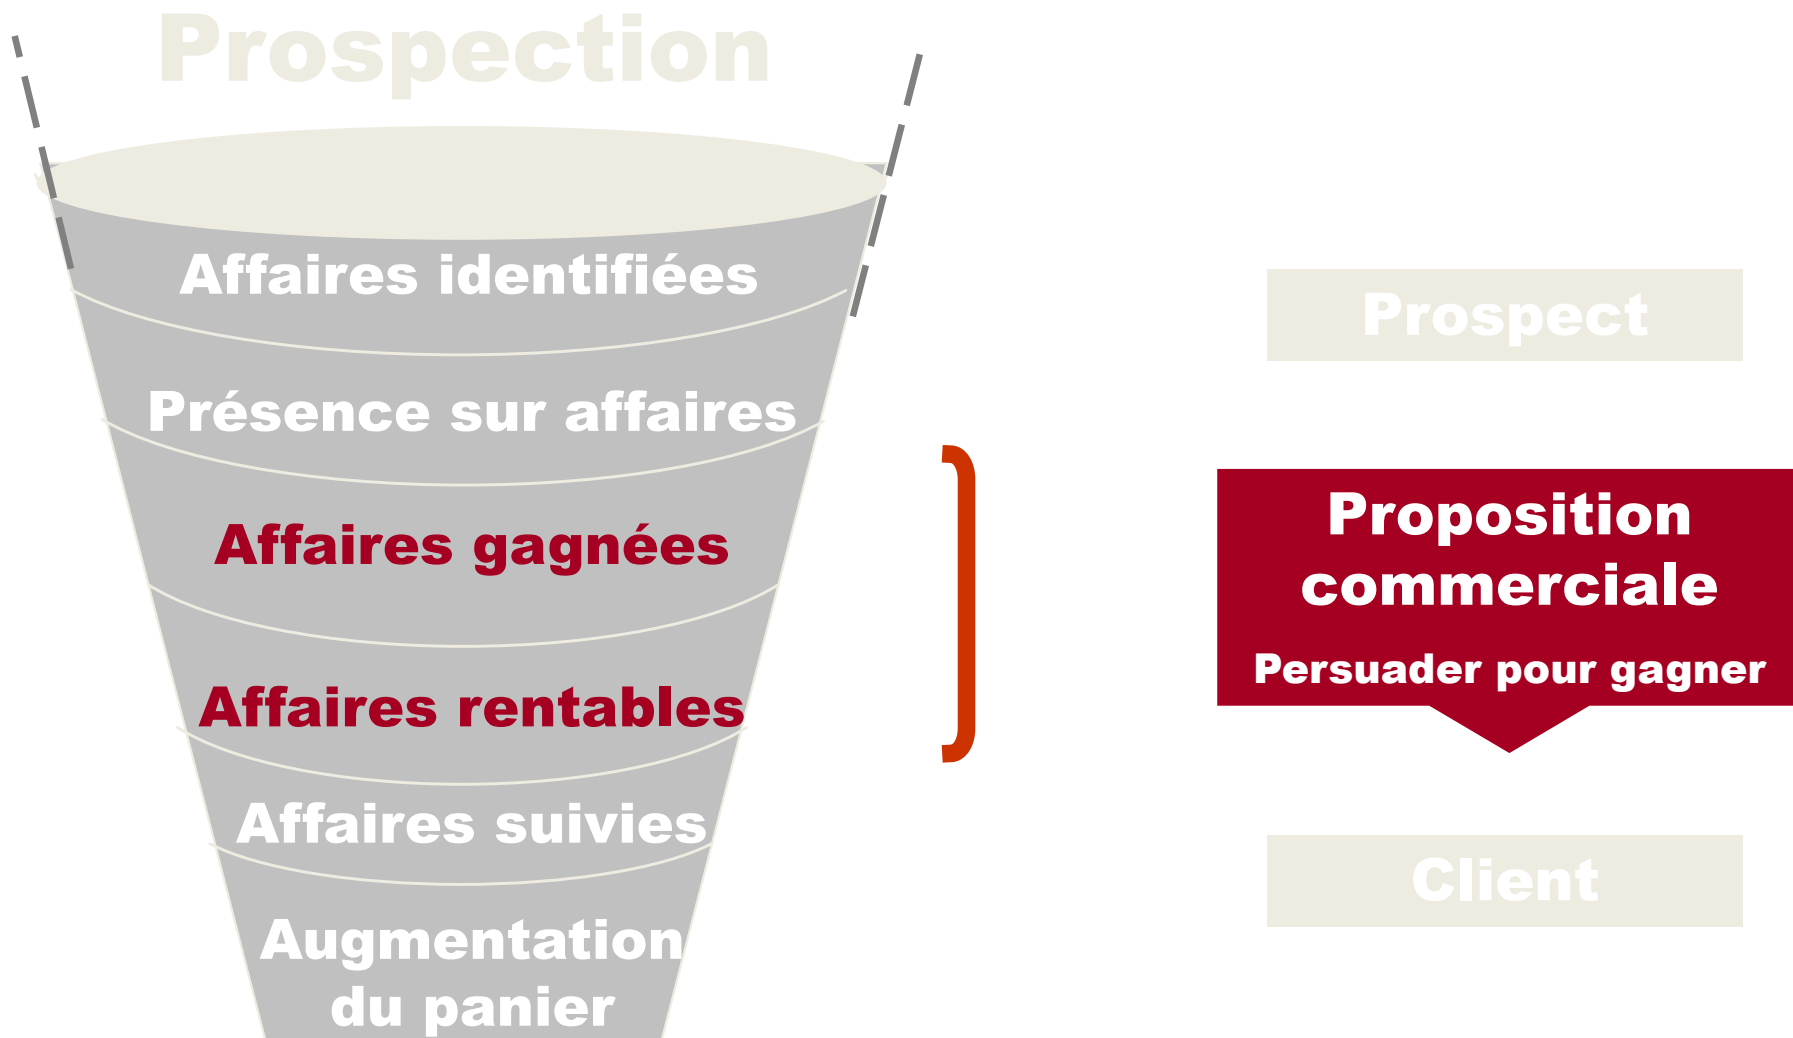 Prospection
Affaires identifiées
Présence sur affaires
Affaires gagnées
Affaires rentables
Affaires suivies
Augmentation
du panier
Prospect
Proposition
commerciale
Persuader pour gagner
Client